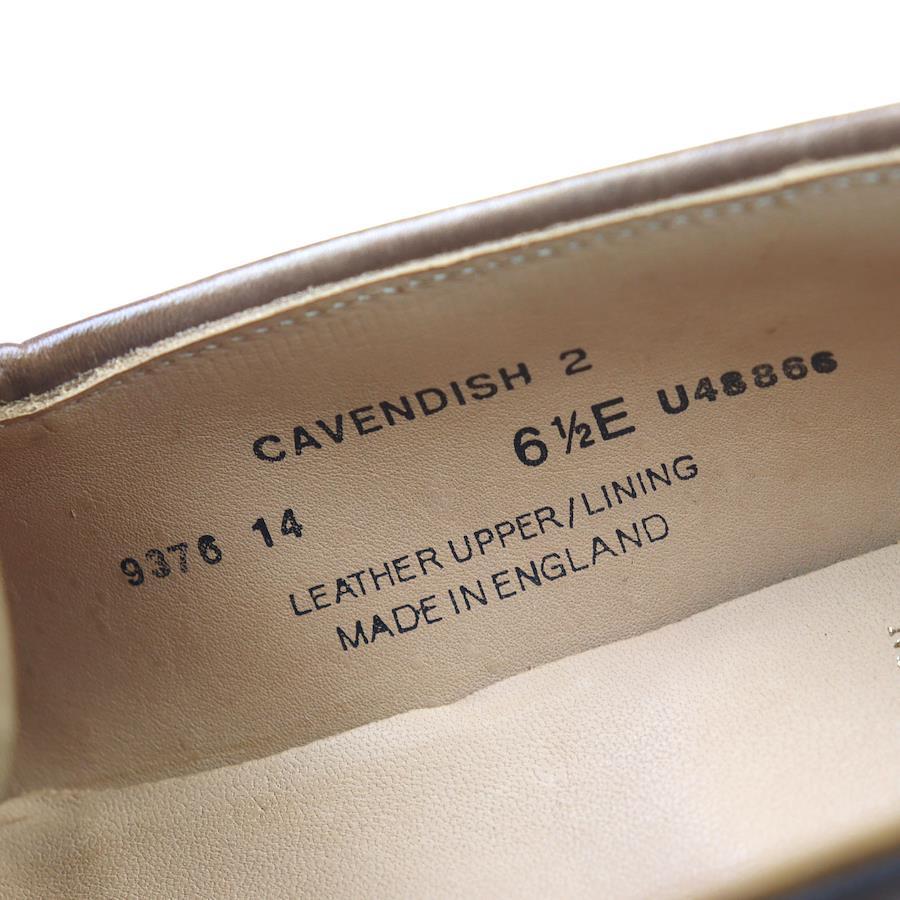 CAVENDISH 2
6½E U48866
9376 14
LEATHER UPPER/LINING
MADE IN ENGLAND